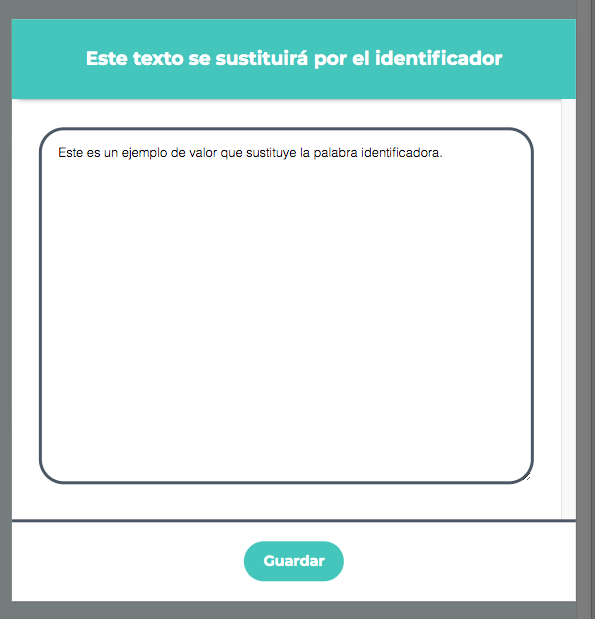 Este texto se sustituirá por el identificador
Este es un ejemplo de valor que sustituye la palabra identificadora.
Guardar